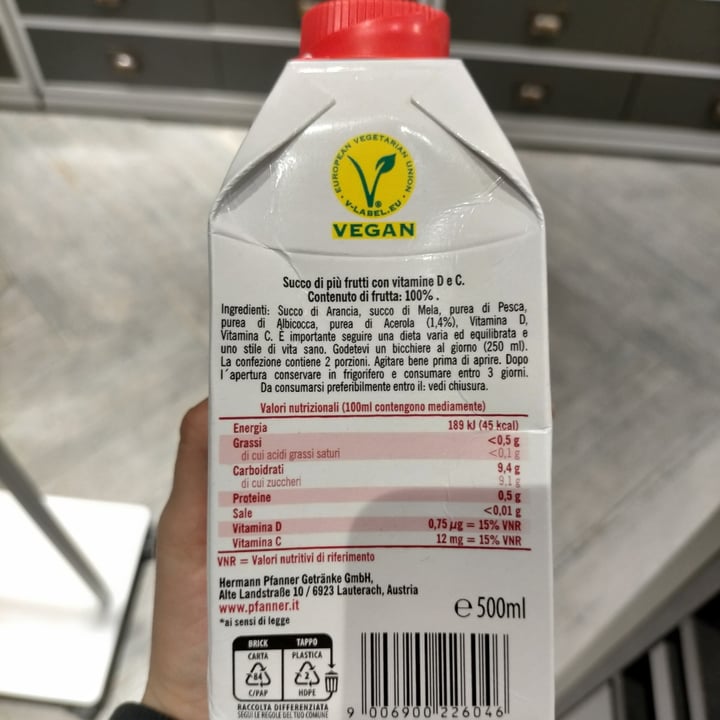 EUROPEAN VEGETARIAN UNION
V-LABEL.EU
VEGAN
Succo di più frutti con vitamine D e C.
Contenuto di frutta: 100% .
Ingredienti: Succo di Arancia, succo di Mela, purea di Pesca,
purea di Albicocca, purea di Acerola (1,4%), Vitamina D,
Vitamina C. È importante seguire una dieta varia ed equilibrata e
uno stile di vita sano. Godetevi un bicchiere al giorno (250 ml).
La confezione contiene 2 porzioni. Agitare bene prima di aprire. Dopo
l´apertura conservare in frigorifero e consumare entro 3 giorni.
Da consumarsi preferibilmente entro il: vedi chiusura.
Valori nutrizionali (100ml contengono mediamente)
Energia 189 kJ (45 kcal)
Grassi <0,5 g
di cui acidi grassi saturi <0,1 g
Carboidrati 9,4 g
di cui zuccheri 9,1 g
Proteine 0,5 g
Sale <0,01 g
Vitamina D 0,75 µg = 15% VNR
Vitamina C 12 mg = 15% VNR
VNR = Valori nutritivi di riferimento
Hermann Pfanner Getränke GmbH,
Alte Landstraße 10 / 6923 Lauterach, Austria
www.pfanner.it
*ai sensi di legge
℮ 500ml
BRICK TAPPO
CARTA PLASTICA
84 2
C/PAP HDPE
RACCOLTA DIFFERENZIATA
SEGUI LE REGOLE DEL TUO COMUNE
9 006900 226046